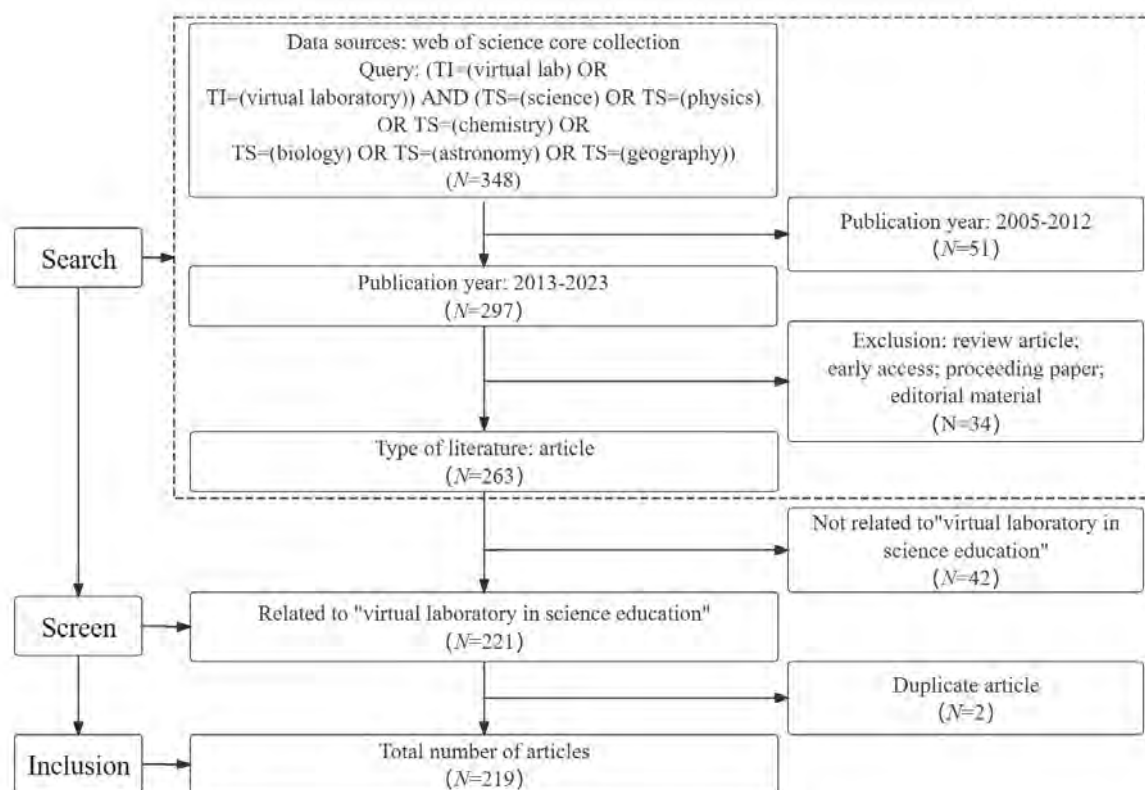 Data sources: web of science core collection
Query: (TI=(virtual lab) OR
TI=(virtual laboratory)) AND (TS=(science) OR TS=(physics)
OR TS=(chemistry) OR
TS=(biology) OR TS=(astronomy) OR TS=(geography))
(N=348)
Publication year: 2005-2012
(N=51)
Search
Publication year: 2013-2023
(N=297)
Exclusion: review article;
early access; proceeding paper;
editorial material
(N=34)
Type of literature: article
(N=263)
Not related to"virtual laboratory in
science education"
(N=42)
Screen
Related to "virtual laboratory in science education"
(N=221)
Duplicate article
(N=2)
Inclusion
Total number of articles
(N=219)